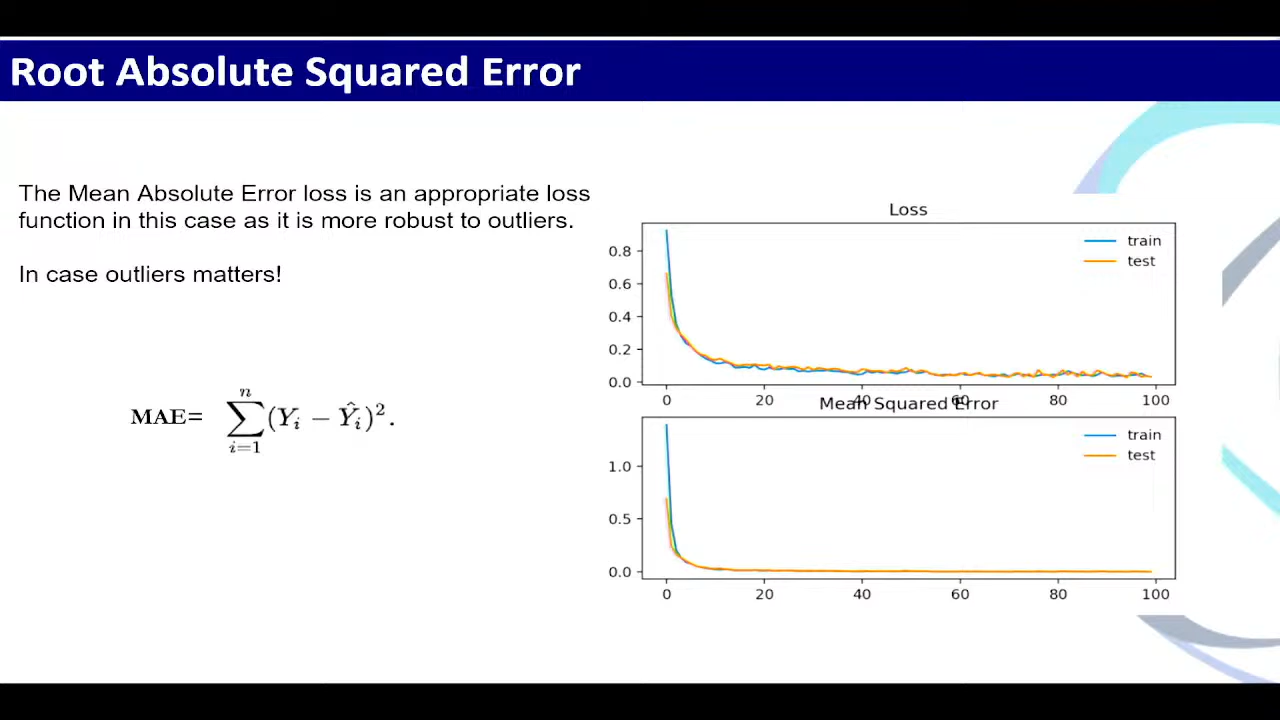 Root Absolute Squared Error
The Mean Absolute Error loss is an appropriate loss
function in this case as it is more robust to outliers.
In case outliers matters!
MAE= \sum_{i=1}^{n} (Y_i − Ŷ_i)^2.
Loss
train
test
0.8
0.6
0.4
0.2
0.0
0 20 40 60 80 100
Mean Squared Error
train
test
1.0
0.5
0.0
0 20 40 60 80 100